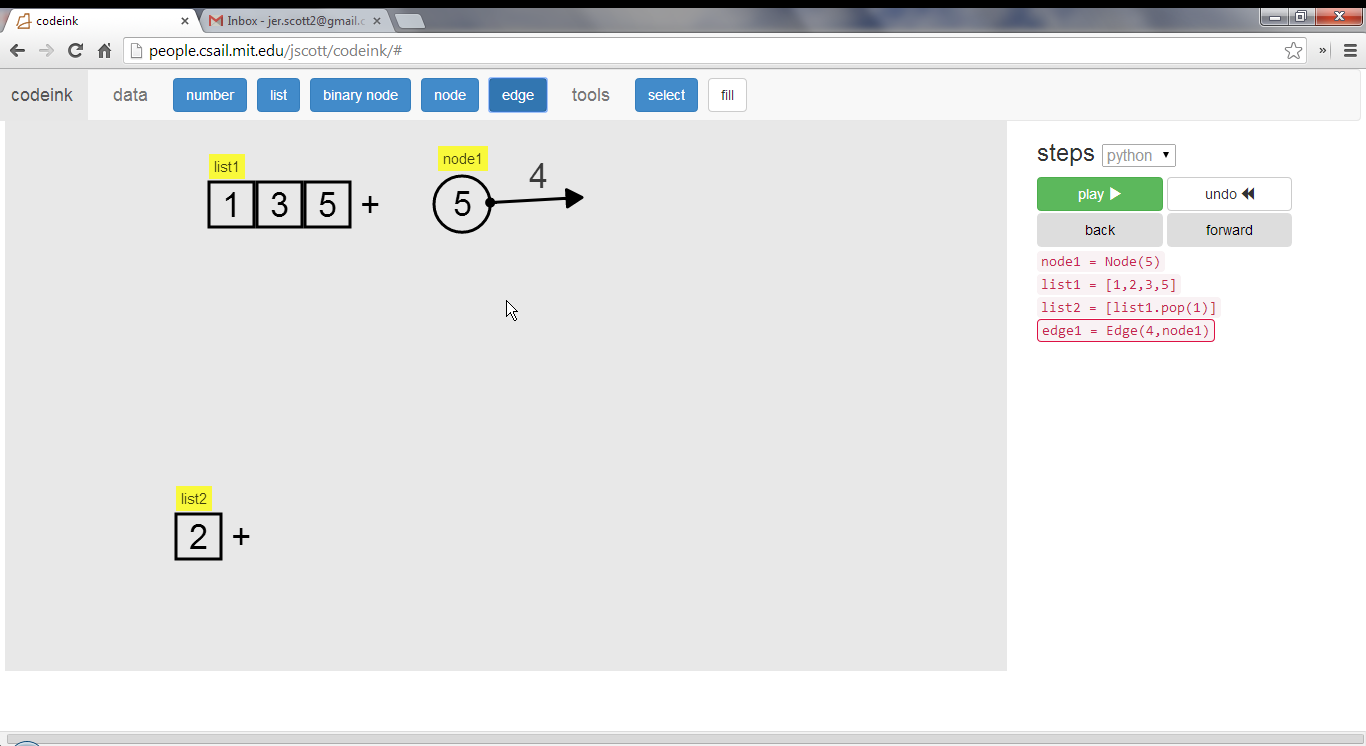 codeink
Inbox - jer.scott2@gmail.c
people.csail.mit.edu/jscott/codeink/#
codeink data number list binary node node edge tools select fill
list1
1 3 5 +
node1
5
4
list2
2 +
steps python
play undo
back forward
node1 = Node(5)
list1 = [1,2,3,5]
list2 = [list1.pop(1)]
edge1 = Edge(4,node1)